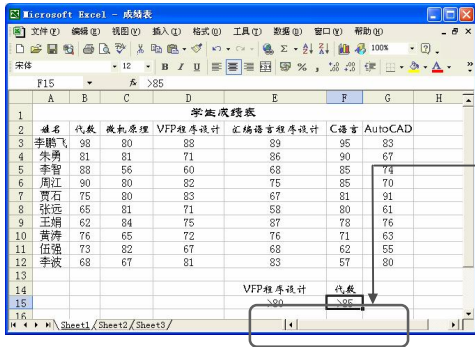 Microsoft Excel - 成绩表
文件(F) 编辑(E) 视图(V) 插入(I) 格式(O) 工具(T) 数据(D) 窗口(W) 帮助(H)
100%
宋体 12 B I U
F15 fx >85
A B C D E F G H
1 学生成绩表
2 姓名 代数 微机原理 VFP程序设计 汇编语言程序设计 C语言 AutoCAD
3 李鹏飞 98 80 88 89 95 83
4 朱勇 81 81 71 86 90 67
5 李智 88 56 60 68 85 74
6 周江 90 80 82 75 85 70
7 贾石 75 80 83 67 81 91
8 张远 65 81 71 58 80 61
9 王娟 62 84 75 87 78 76
10 黄涛 76 65 72 76 71 63
11 伍强 73 82 67 68 62 55
12 李波 68 67 81 83 57 80
13
14 VFP程序设计 代数
15 >80 >85
16
Sheet1 Sheet2 Sheet3